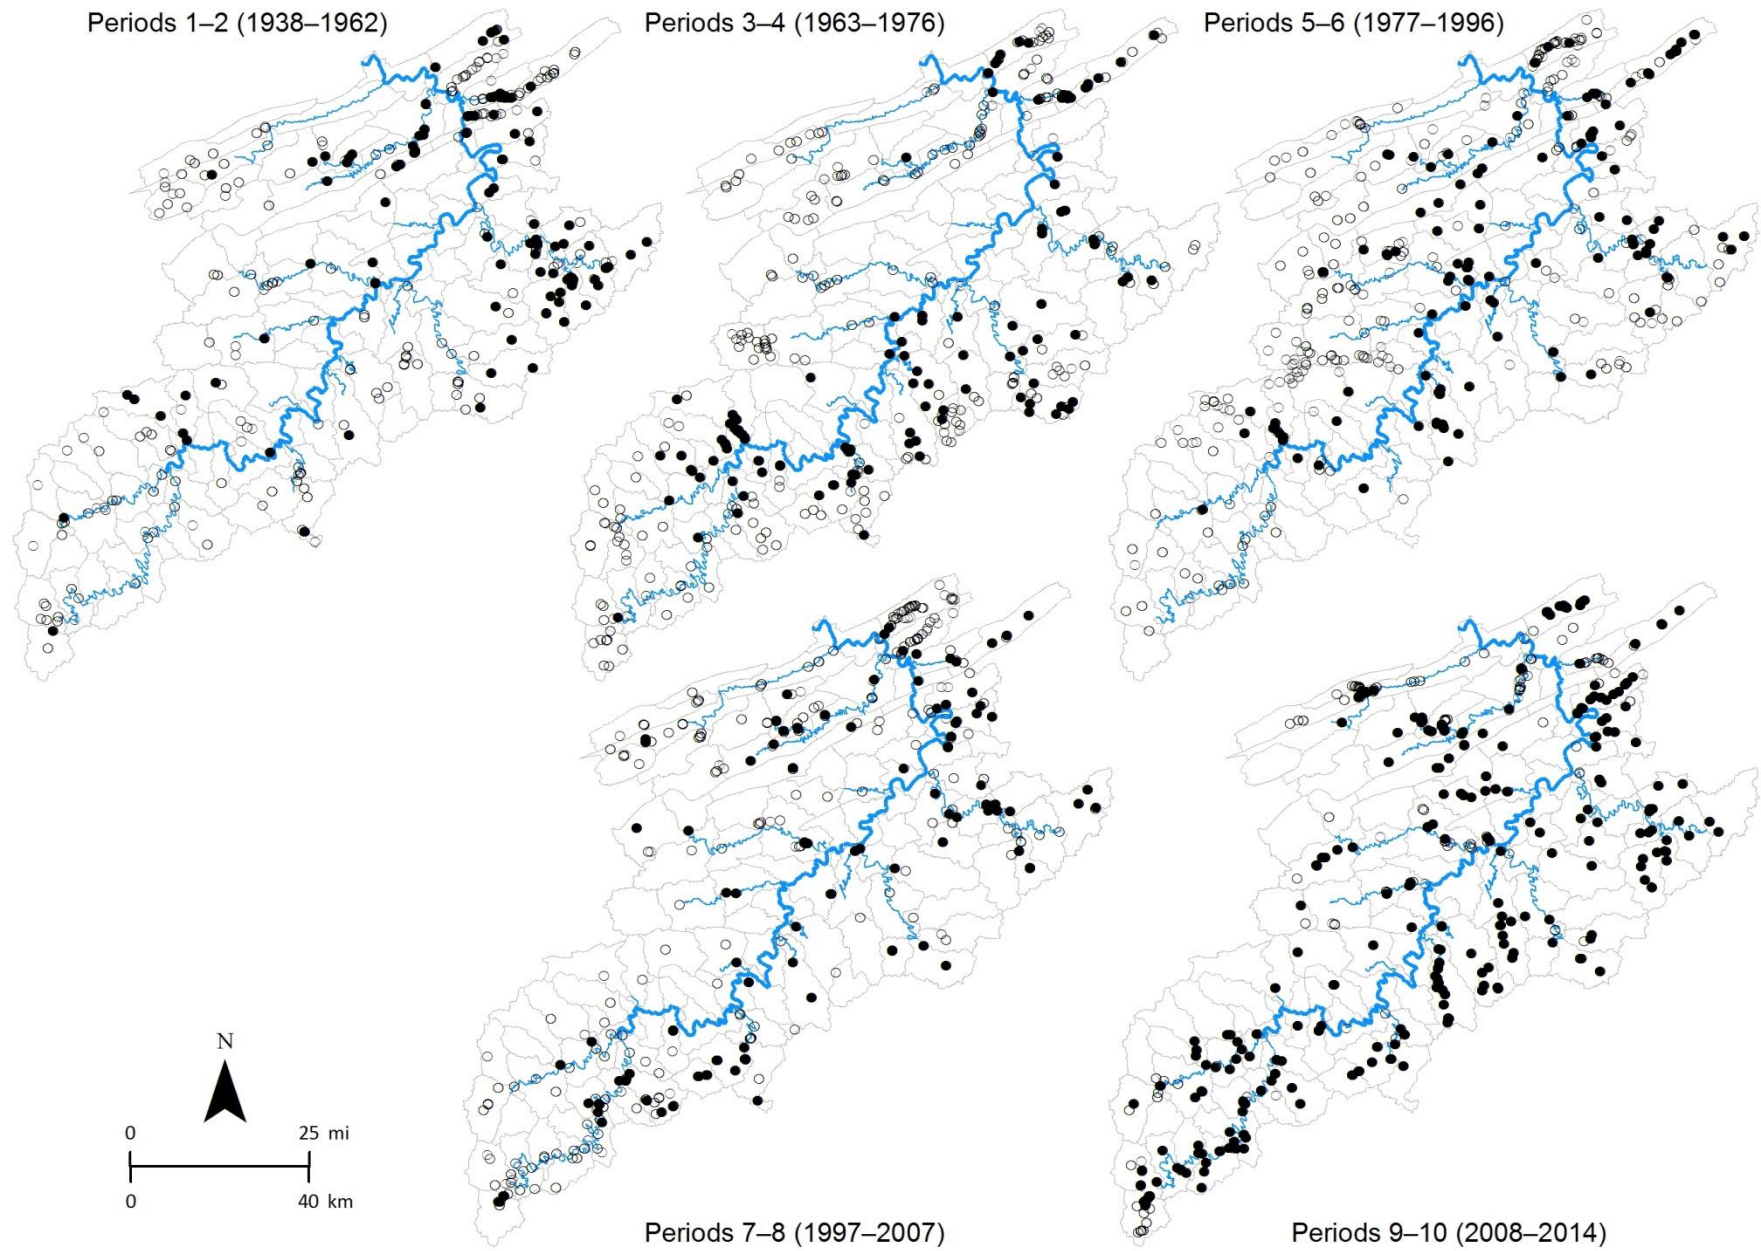 Periods 1–2 (1938–1962)
Periods 3–4 (1963–1976)
Periods 5–6 (1977–1996)
N
0 25 mi
0 40 km
Periods 7–8 (1997–2007)
Periods 9–10 (2008–2014)